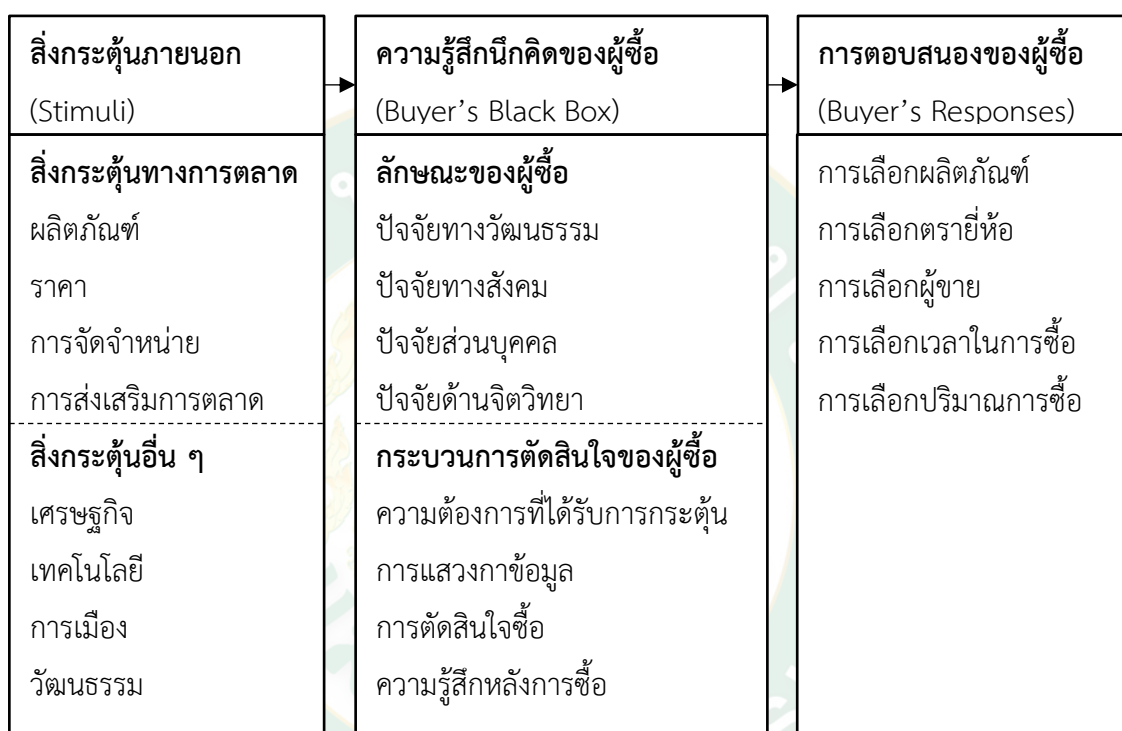 สิ่งกระตุ้นภายนอก
(Stimuli)
สิ่งกระตุ้นทางการตลาด
ผลิตภัณฑ์
ราคา
การจัดจำหน่าย
การส่งเสริมการตลาด
สิ่งกระตุ้นอื่น ๆ
เศรษฐกิจ
เทคโนโลยี
การเมือง
วัฒนธรรม
ความรู้สึกนึกคิดของผู้ซื้อ
(Buyer's Black Box)
ลักษณะของผู้ซื้อ
ปัจจัยทางวัฒนธรรม
ปัจจัยทางสังคม
ปัจจัยส่วนบุคคล
ปัจจัยด้านจิตวิทยา
กระบวนการตัดสินใจของผู้ซื้อ
ความต้องการที่ได้รับการกระตุ้น
การแสวงกาข้อมูล
การตัดสินใจซื้อ
ความรู้สึกหลังการซื้อ
การตอบสนองของผู้ซื้อ
(Buyer's Responses)
การเลือกผลิตภัณฑ์
การเลือกตรายี่ห้อ
การเลือกผู้ขาย
การเลือกเวลาในการซื้อ
การเลือกปริมาณการซื้อ